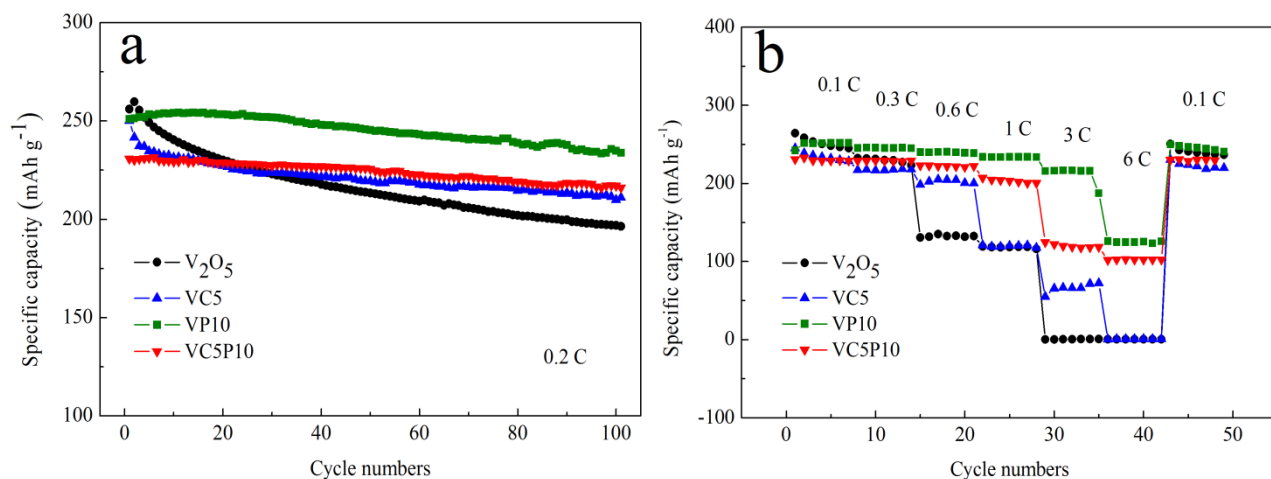 a
Specific capacity (mAh g⁻¹)
300
250
200
150
100
V₂O₅
VC5
VP10
VC5P10
0.2 C
0 20 40 60 80 100
Cycle numbers
b
Specific capacity (mAh g⁻¹)
400
300
200
100
0
-100
0.1 C 0.3 C 0.6 C 1 C 3 C 6 C 0.1 C
V₂O₅
VC5
VP10
VC5P10
0 10 20 30 40 50
Cycle numbers